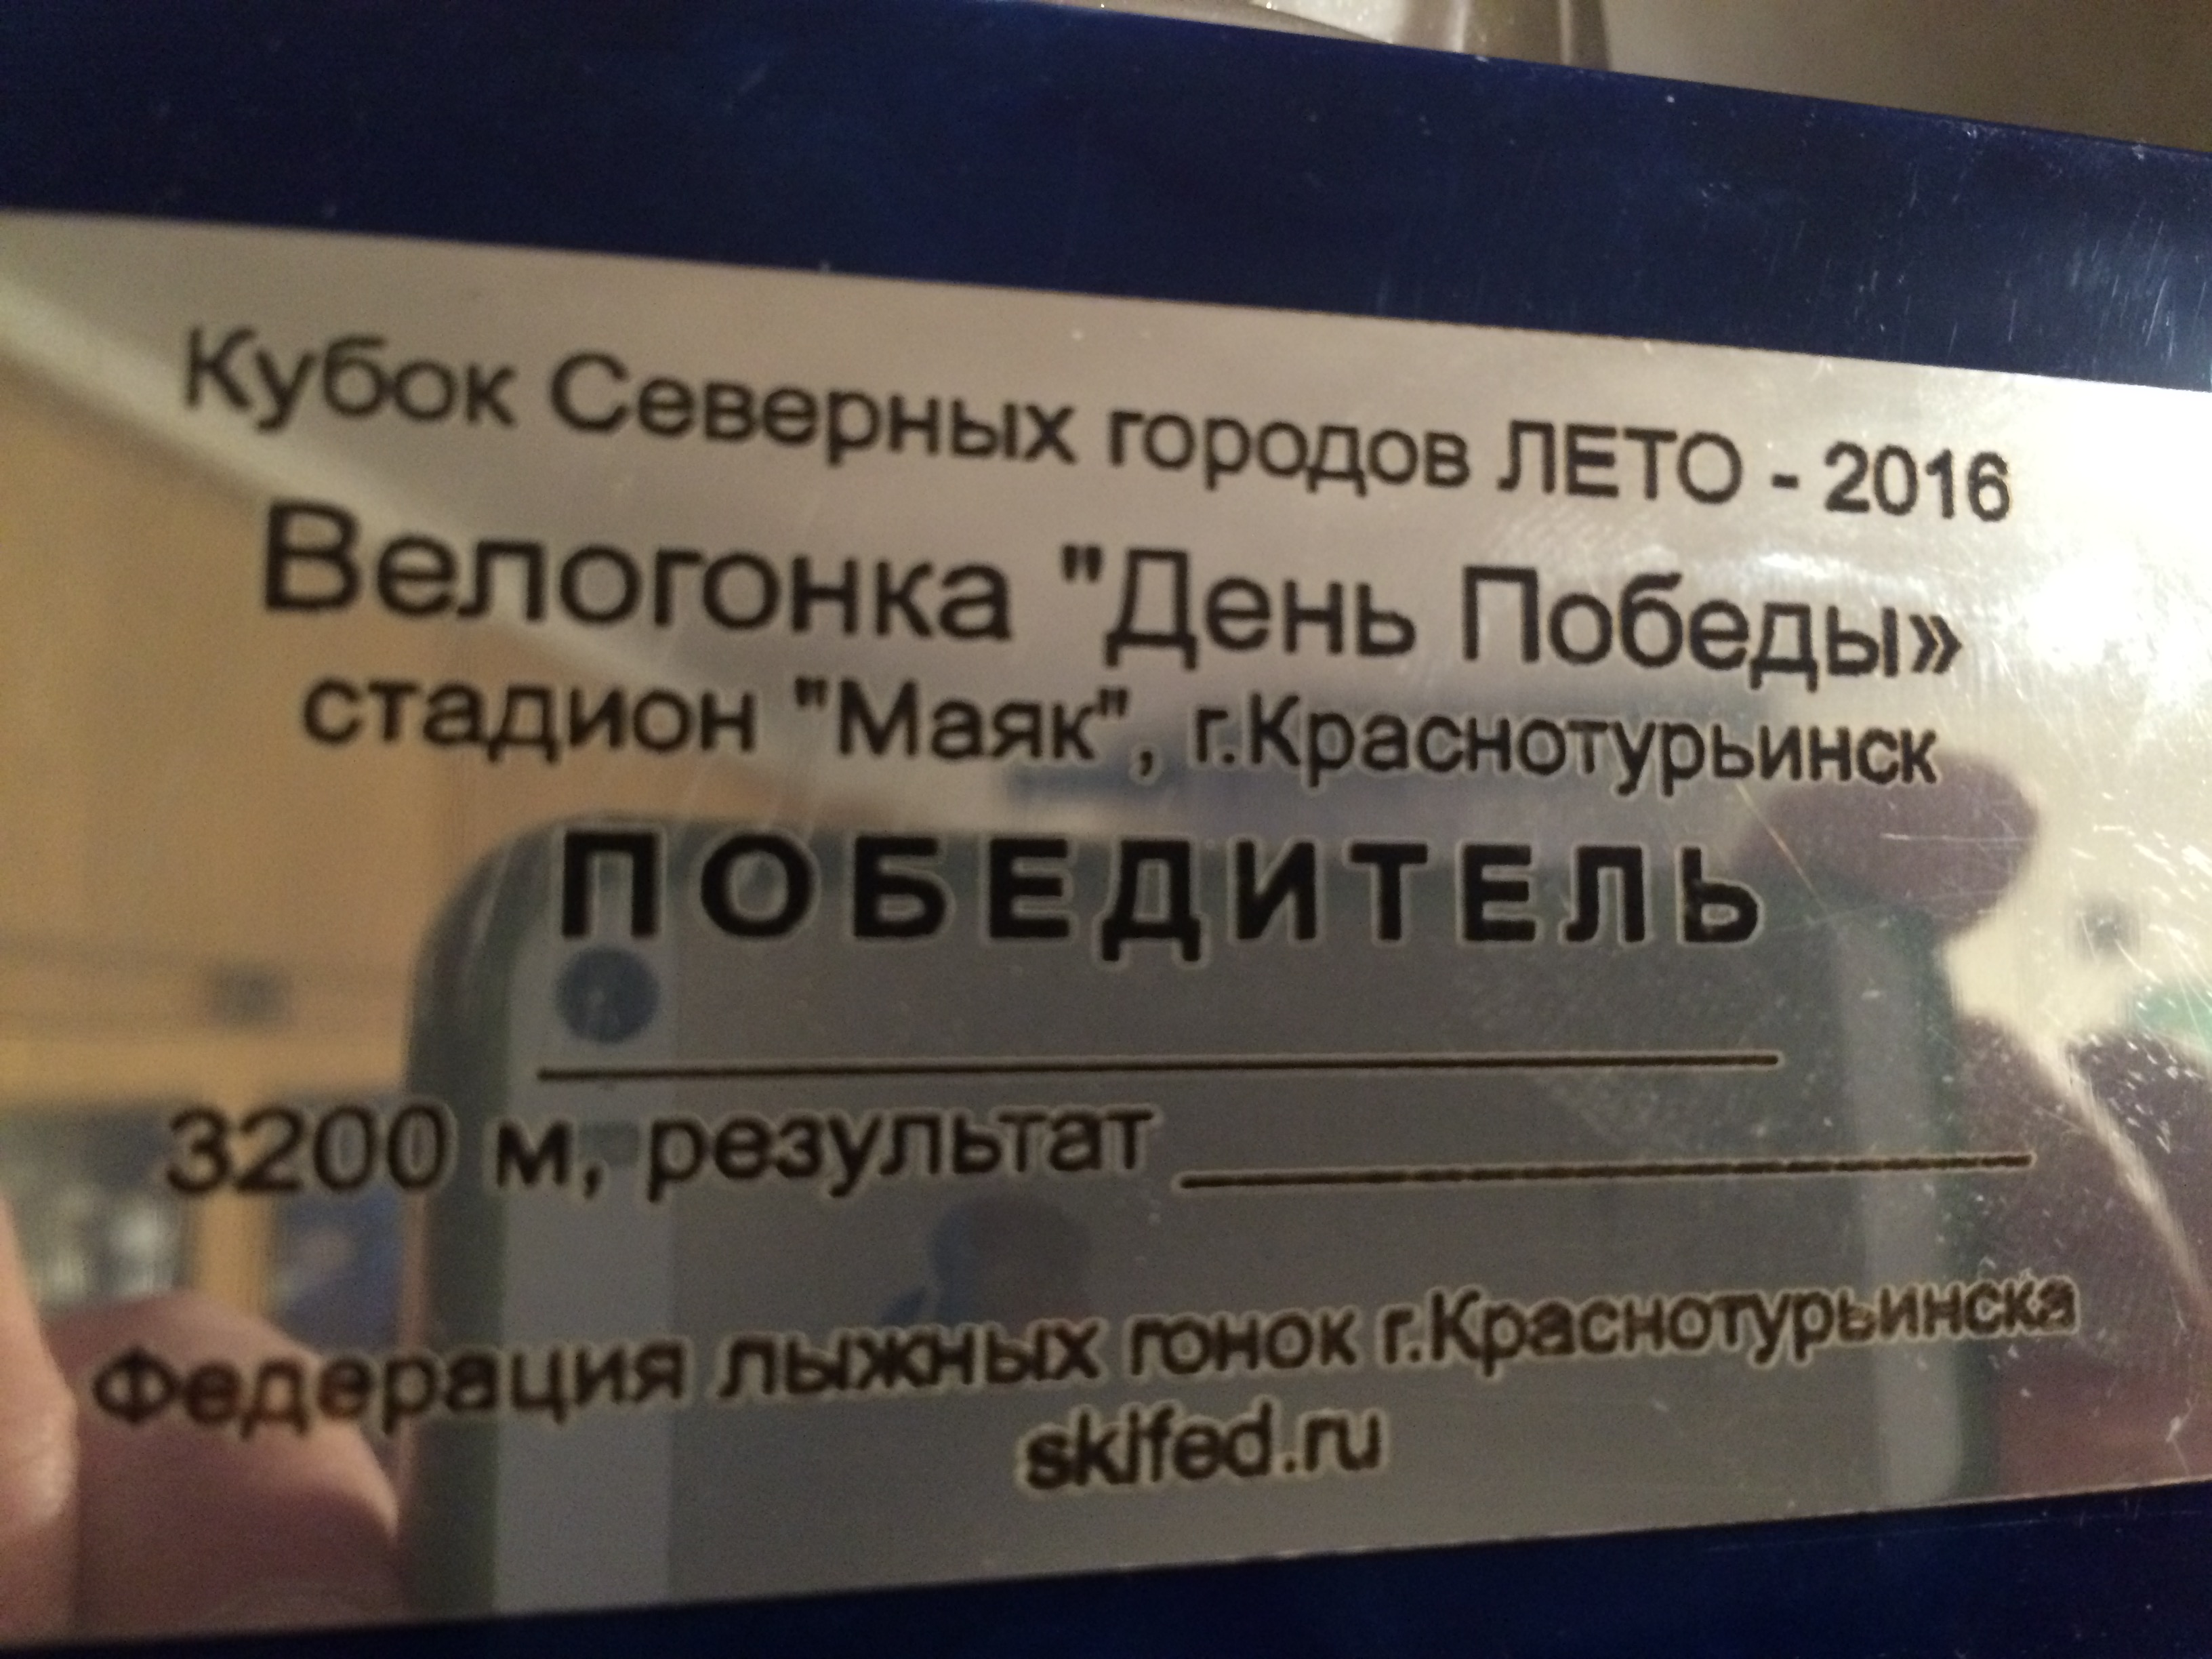 Кубок Северных городов ЛЕТО - 2016
Велогонка "День Победы»
стадион "Маяк", г.Краснотурьинск
ПОБЕДИТЕЛЬ
3200 м, результат
Федерация лыжных гонок г.Краснотурьинска
skifed.ru